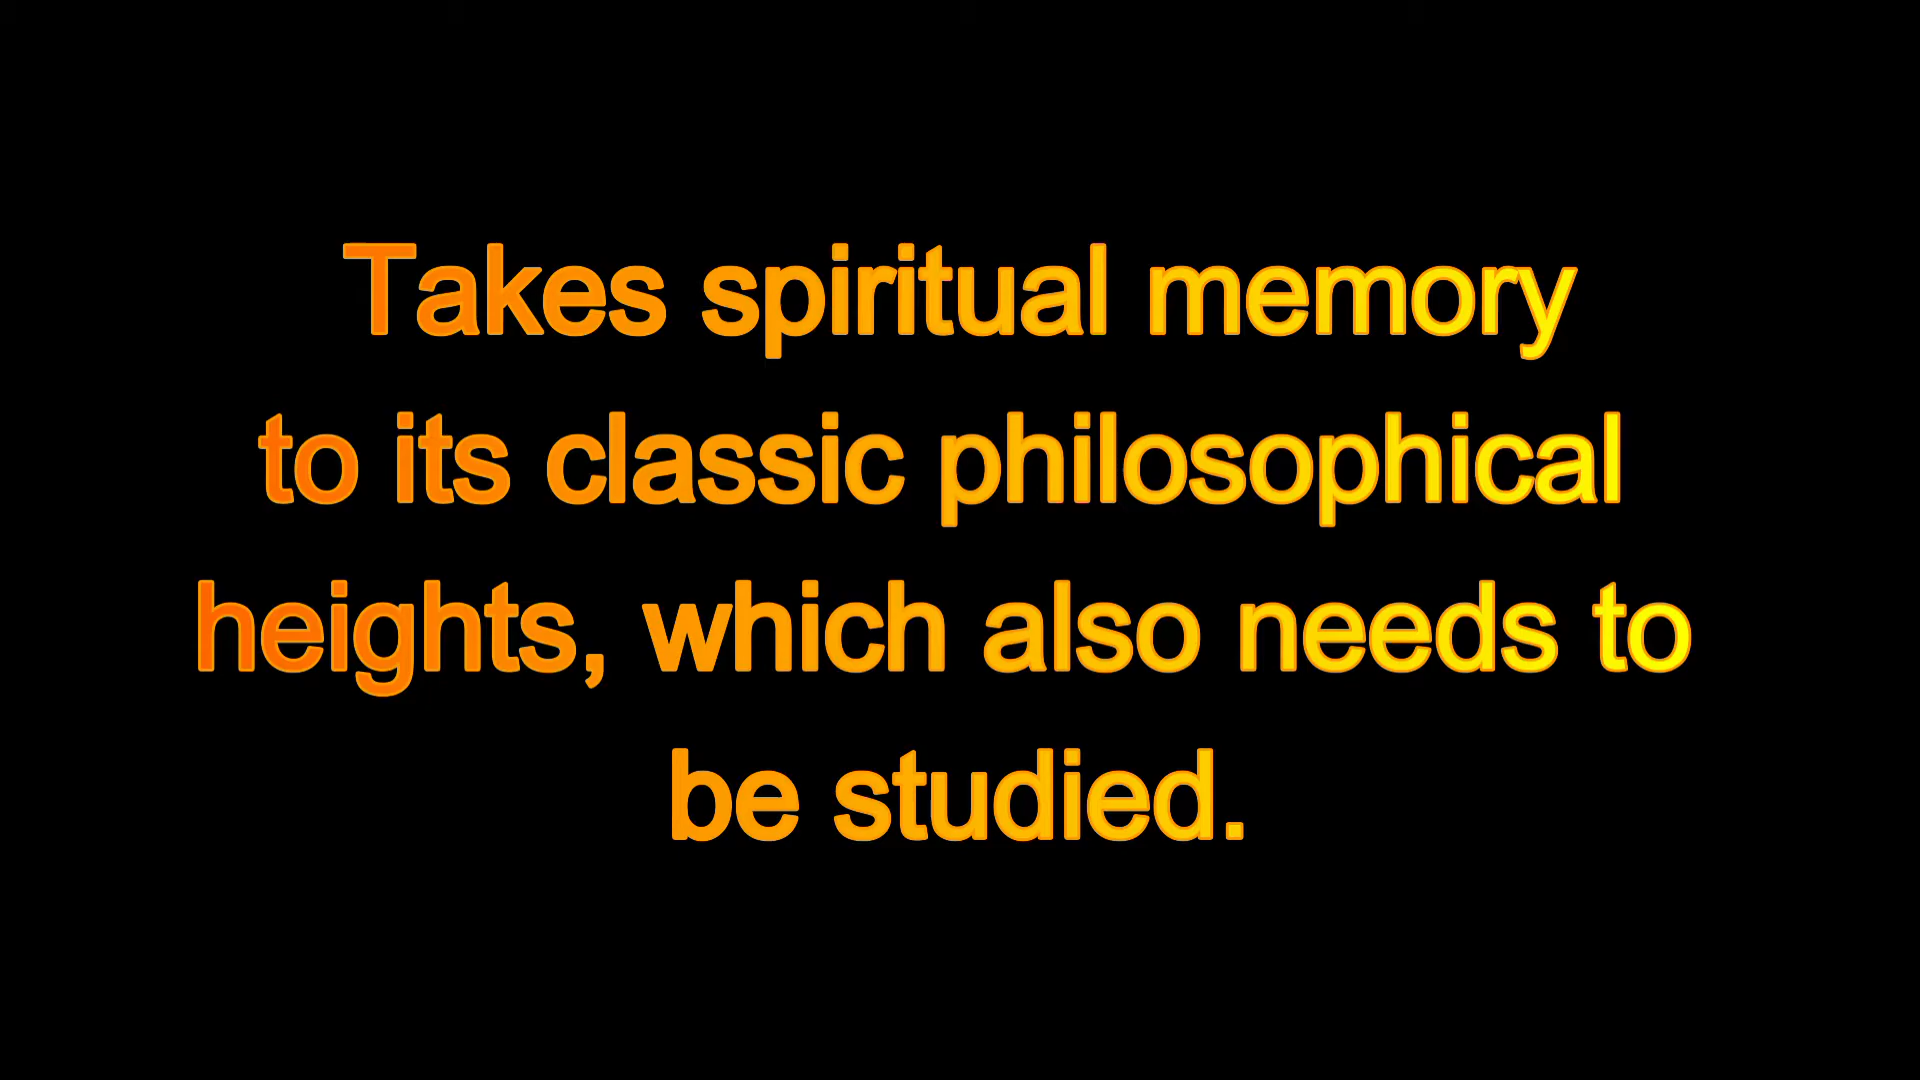 Takes spiritual memory
to its classic philosophical
heights, which also needs to
be studied.